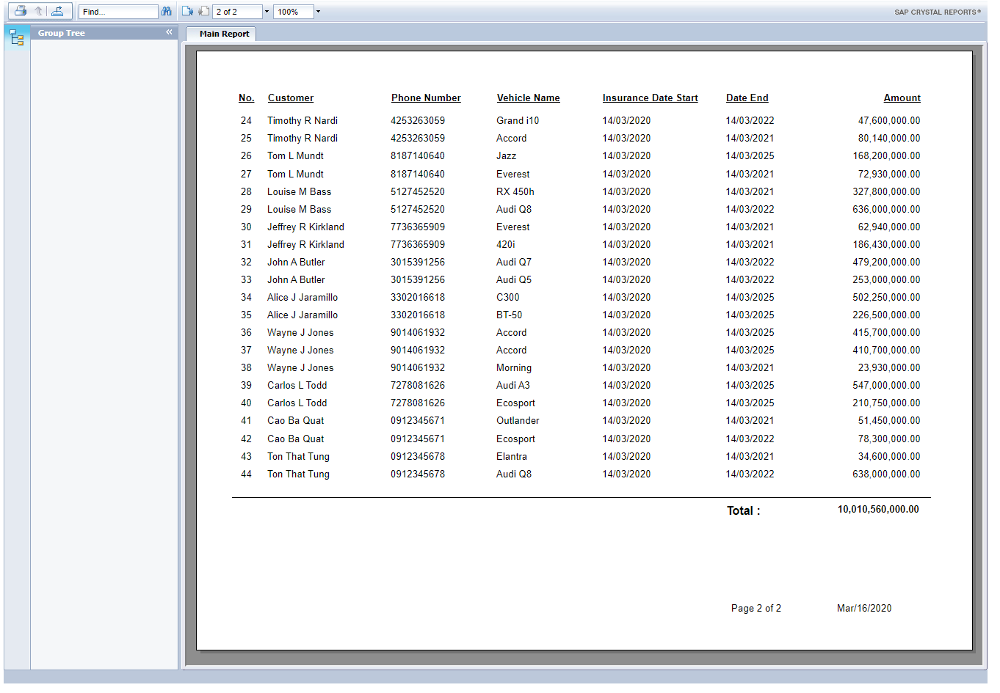 Find... 2 of 2 100% SAP CRYSTAL REPORTS®
Group Tree «
Main Report
No. Customer Phone Number Vehicle Name Insurance Date Start Date End Amount
24 Timothy R Nardi 4253263059 Grand i10 14/03/2020 14/03/2022 47,600,000.00
25 Timothy R Nardi 4253263059 Accord 14/03/2020 14/03/2021 80,140,000.00
26 Tom L Mundt 8187140640 Jazz 14/03/2020 14/03/2025 168,200,000.00
27 Tom L Mundt 8187140640 Everest 14/03/2020 14/03/2021 72,930,000.00
28 Louise M Bass 5127452520 RX 450h 14/03/2020 14/03/2021 327,800,000.00
29 Louise M Bass 5127452520 Audi Q8 14/03/2020 14/03/2022 636,000,000.00
30 Jeffrey R Kirkland 7736365909 Everest 14/03/2020 14/03/2021 62,940,000.00
31 Jeffrey R Kirkland 7736365909 420i 14/03/2020 14/03/2021 186,430,000.00
32 John A Butler 3015391256 Audi Q7 14/03/2020 14/03/2022 479,200,000.00
33 John A Butler 3015391256 Audi Q5 14/03/2020 14/03/2022 253,000,000.00
34 Alice J Jaramillo 3302016618 C300 14/03/2020 14/03/2025 502,250,000.00
35 Alice J Jaramillo 3302016618 BT-50 14/03/2020 14/03/2025 226,500,000.00
36 Wayne J Jones 9014061932 Accord 14/03/2020 14/03/2025 415,700,000.00
37 Wayne J Jones 9014061932 Accord 14/03/2020 14/03/2025 410,700,000.00
38 Wayne J Jones 9014061932 Morning 14/03/2020 14/03/2021 23,930,000.00
39 Carlos L Todd 7278081626 Audi A3 14/03/2020 14/03/2025 547,000,000.00
40 Carlos L Todd 7278081626 Ecosport 14/03/2020 14/03/2025 210,750,000.00
41 Cao Ba Quat 0912345671 Outlander 14/03/2020 14/03/2021 51,450,000.00
42 Cao Ba Quat 0912345671 Ecosport 14/03/2020 14/03/2022 78,300,000.00
43 Ton That Tung 0912345678 Elantra 14/03/2020 14/03/2021 34,600,000.00
44 Ton That Tung 0912345678 Audi Q8 14/03/2020 14/03/2022 638,000,000.00
Total : 10,010,560,000.00
Page 2 of 2 Mar/16/2020